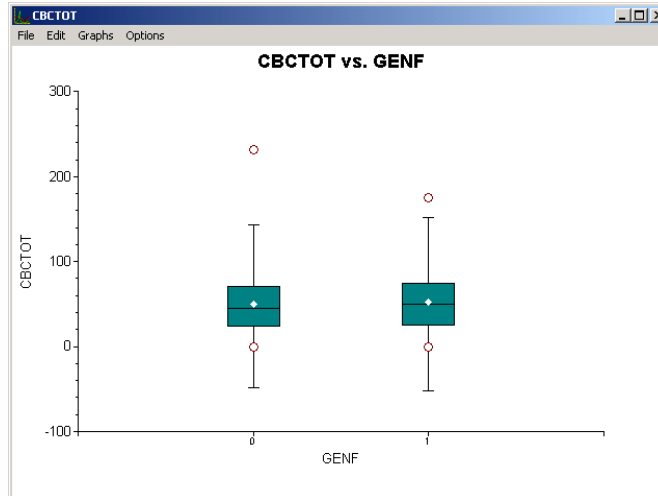 CBCTOT
File Edit Graphs Options
CBCTOT vs. GENF
300
200
100
0
-100
CBCTOT
0 1
GENF